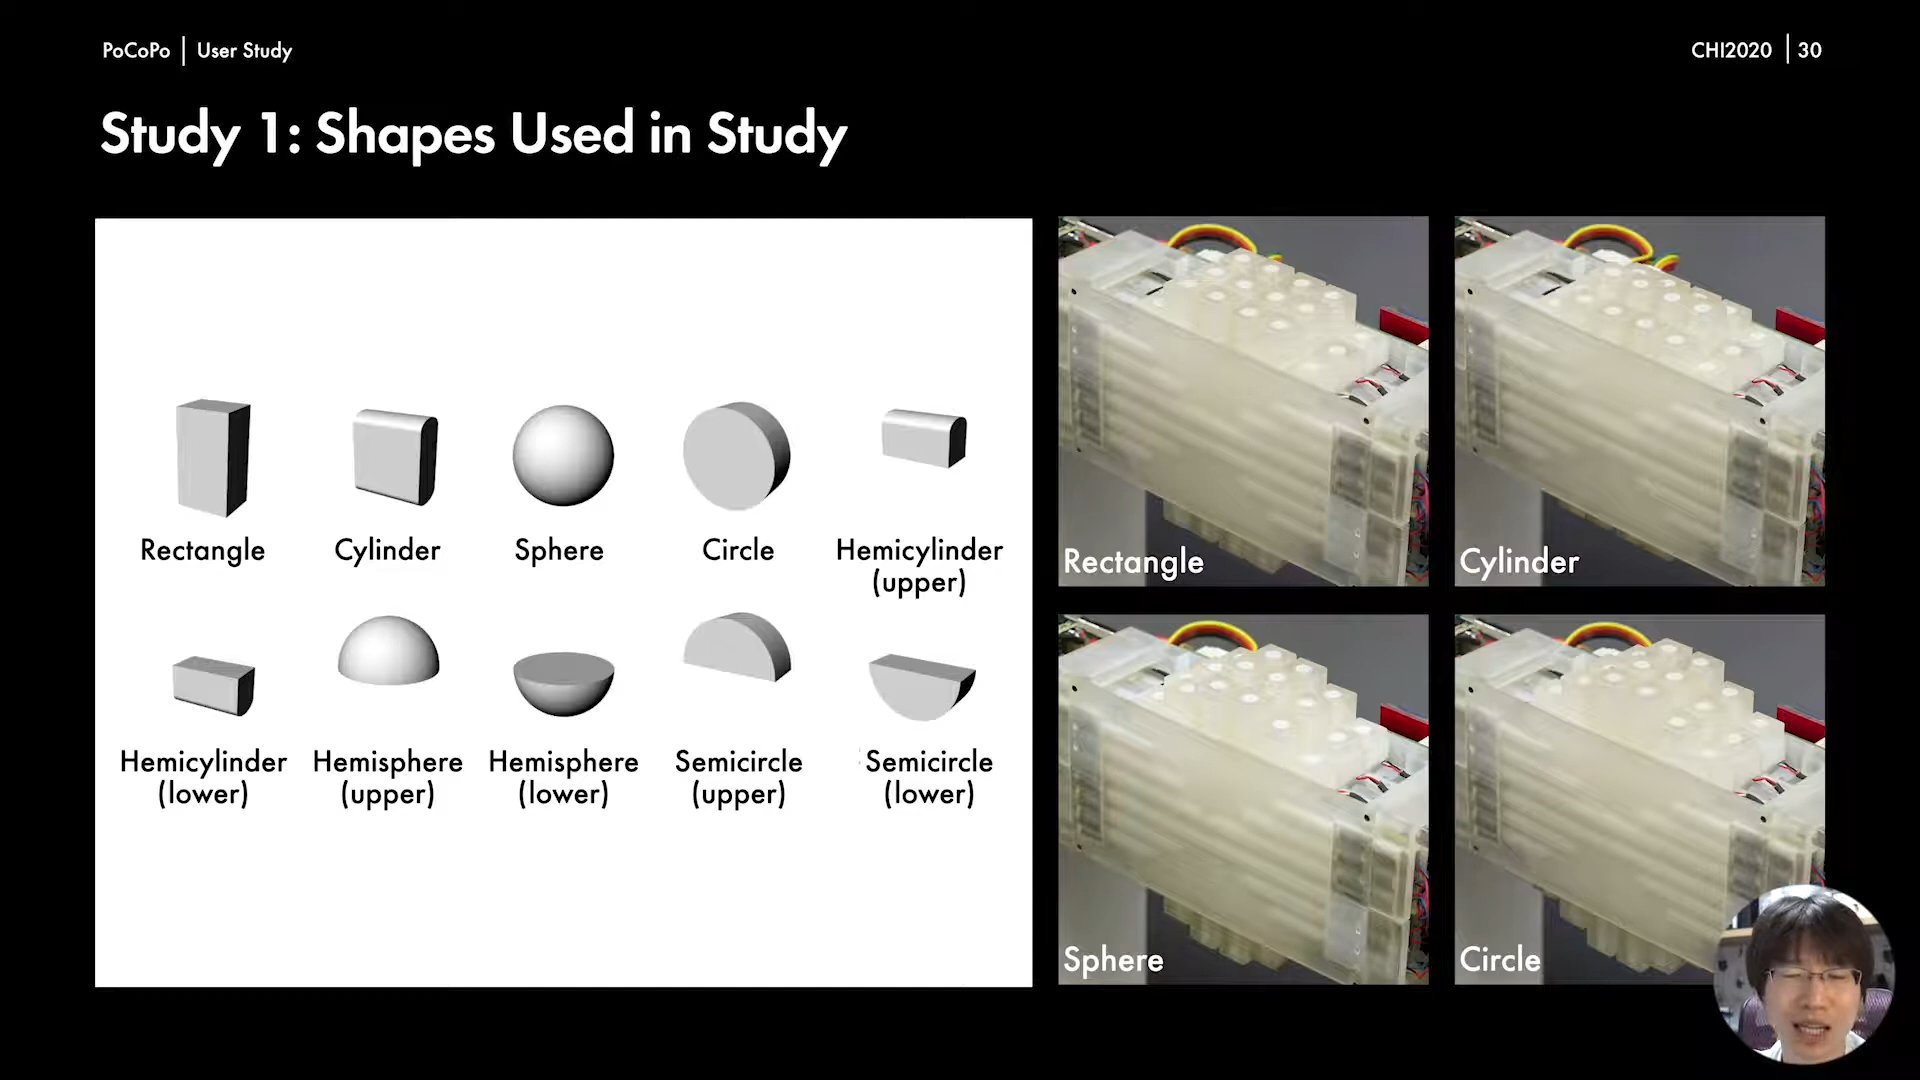 PoCoPo | User Study
CHI2020 | 30
Study 1: Shapes Used in Study
Rectangle
Cylinder
Sphere
Circle
Hemicylinder
(upper)
Hemicylinder
(lower)
Hemisphere
(upper)
Hemisphere
(lower)
Semicircle
(upper)
Semicircle
(lower)
Rectangle
Cylinder
Sphere
Circle